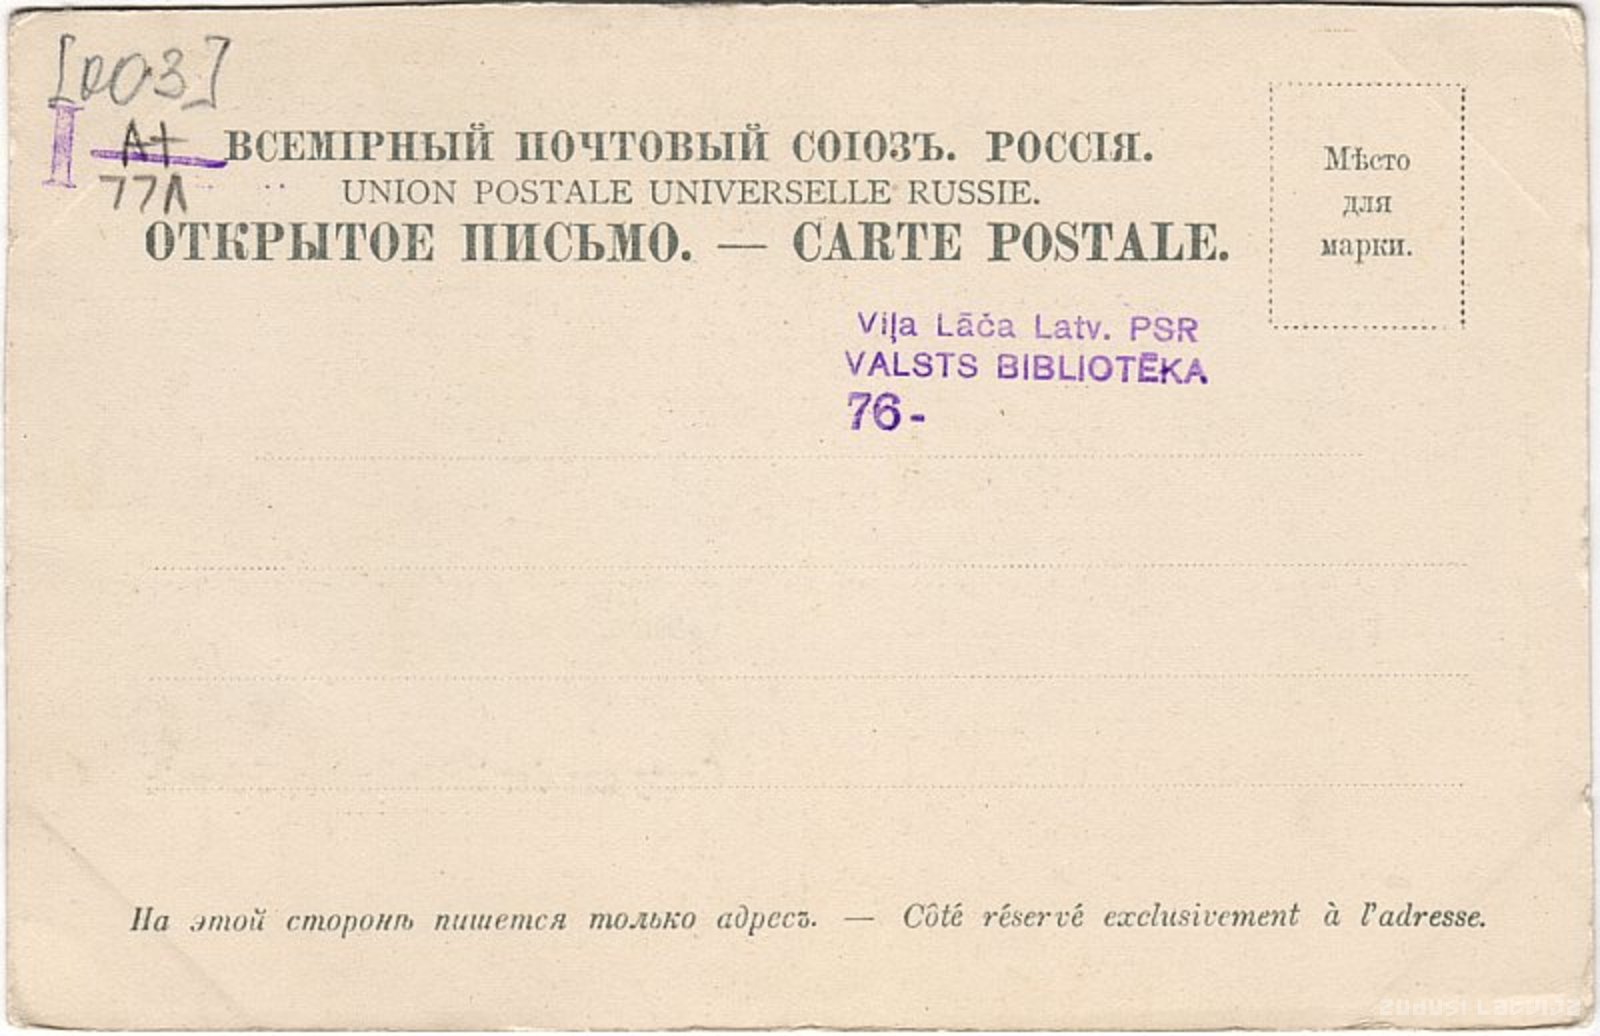 [003]
I
A+
77Л
ВСЕМІРНЫЙ ПОЧТОВЫЙ СОЮЗЪ. РОССІЯ.
UNION POSTALE UNIVERSELLE RUSSIE.
ОТКРЫТОЕ ПИСЬМО. — CARTE POSTALE.
Мѣсто
для
марки.
Viļa Lāča Latv. PSR
VALSTS BIBLIOTĒKA
76-
На этой сторонѣ пишется только адресъ. — Côté réservé exclusivement à l'adresse.